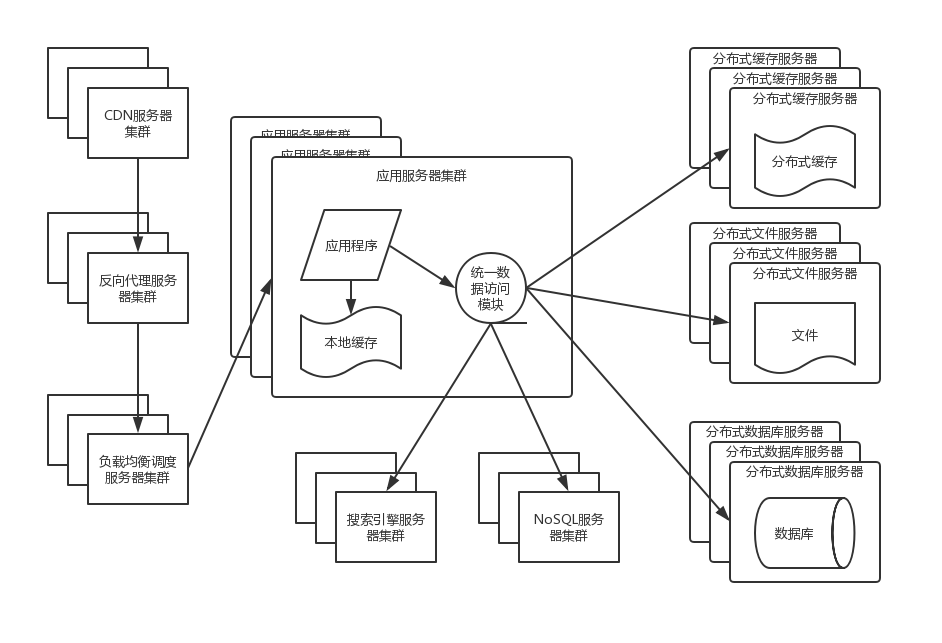 CDN服务器
集群
反向代理服务
器集群
负载均衡调度
服务器集群
应用服务器集群
应用服务器集群
应用服务器集群
应用程序
本地缓存
统一数
据访问
模块
搜索引擎服务
器集群
NoSQL服务
器集群
分布式缓存服务器
分布式缓存服务器
分布式缓存服务器
分布式缓存
分布式文件服务器
分布式文件服务器
分布式文件服务器
文件
分布式数据库服务器
分布式数据库服务器
分布式数据库服务器
数据库